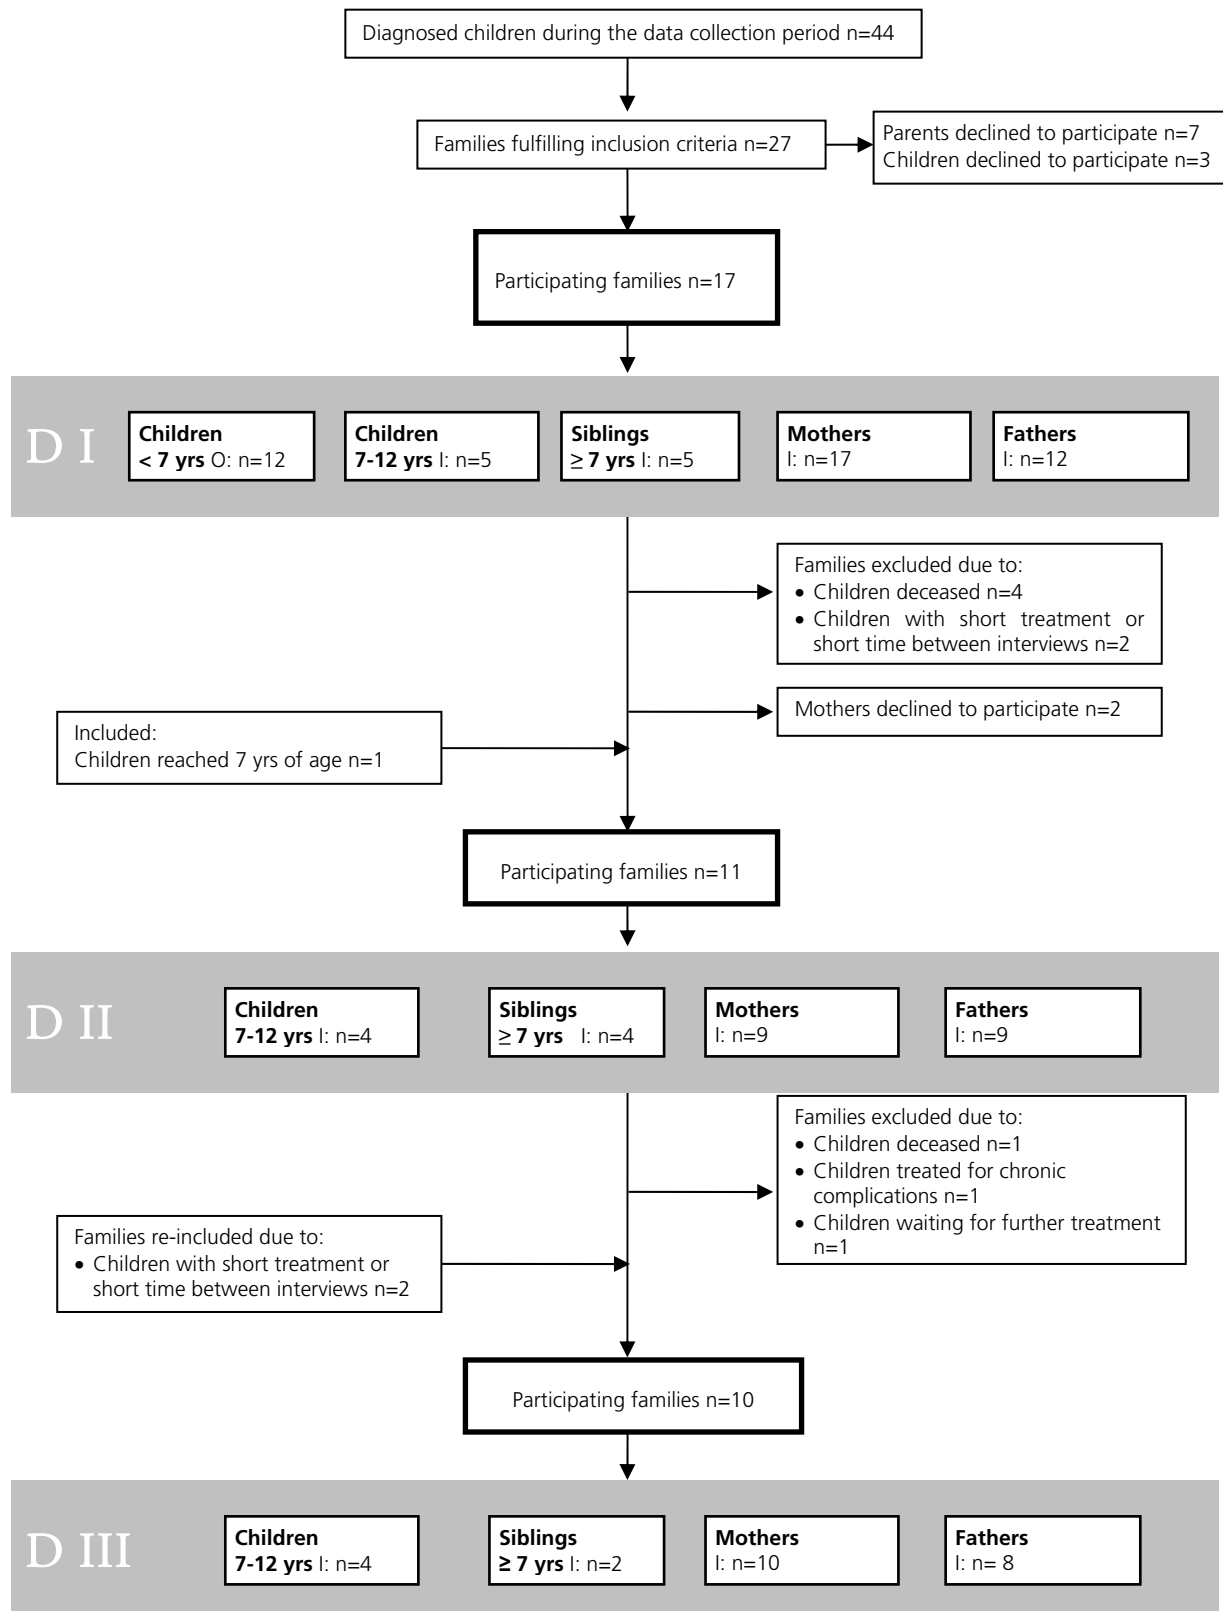 Diagnosed children during the data collection period n=44
Families fulfilling inclusion criteria n=27
Parents declined to participate n=7
Children declined to participate n=3
Participating families n=17
D I
Children
< 7 yrs O: n=12
Children
7-12 yrs I: n=5
Siblings
≥ 7 yrs I: n=5
Mothers
I: n=17
Fathers
I: n=12
Families excluded due to:
• Children deceased n=4
• Children with short treatment or
short time between interviews n=2
Mothers declined to participate n=2
Included:
Children reached 7 yrs of age n=1
Participating families n=11
D II
Children
7-12 yrs I: n=4
Siblings
≥ 7 yrs I: n=4
Mothers
I: n=9
Fathers
I: n=9
Families excluded due to:
• Children deceased n=1
• Children treated for chronic
complications n=1
• Children waiting for further treatment
n=1
Families re-included due to:
• Children with short treatment or
short time between interviews n=2
Participating families n=10
D III
Children
7-12 yrs I: n=4
Siblings
≥ 7 yrs I: n=2
Mothers
I: n=10
Fathers
I: n= 8